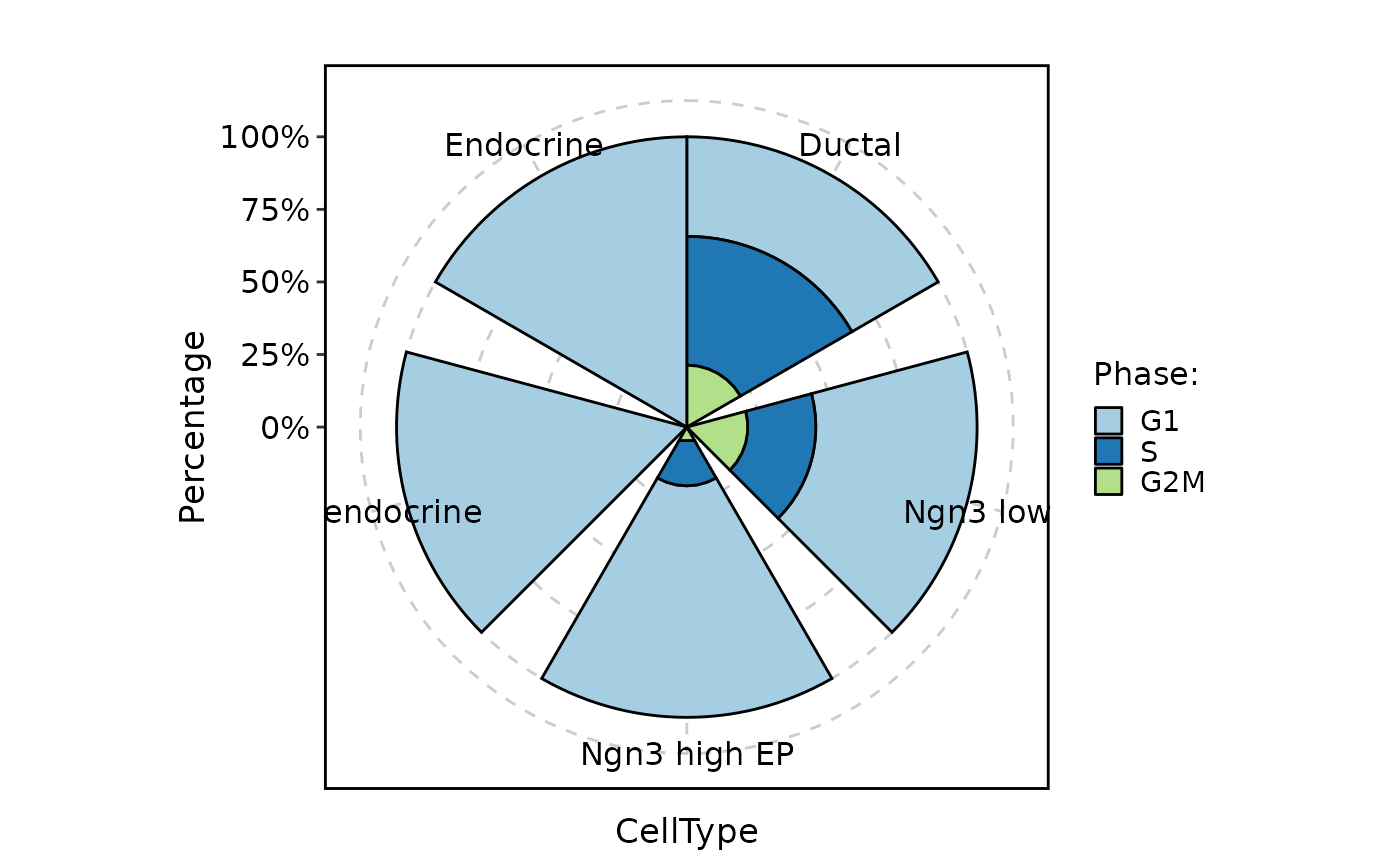 100%
75%
50%
25%
0%
Percentage
Endocrine
Ductal
endocrine
Ngn3 low
Ngn3 high EP
CellType
Phase:
G1
S
G2M